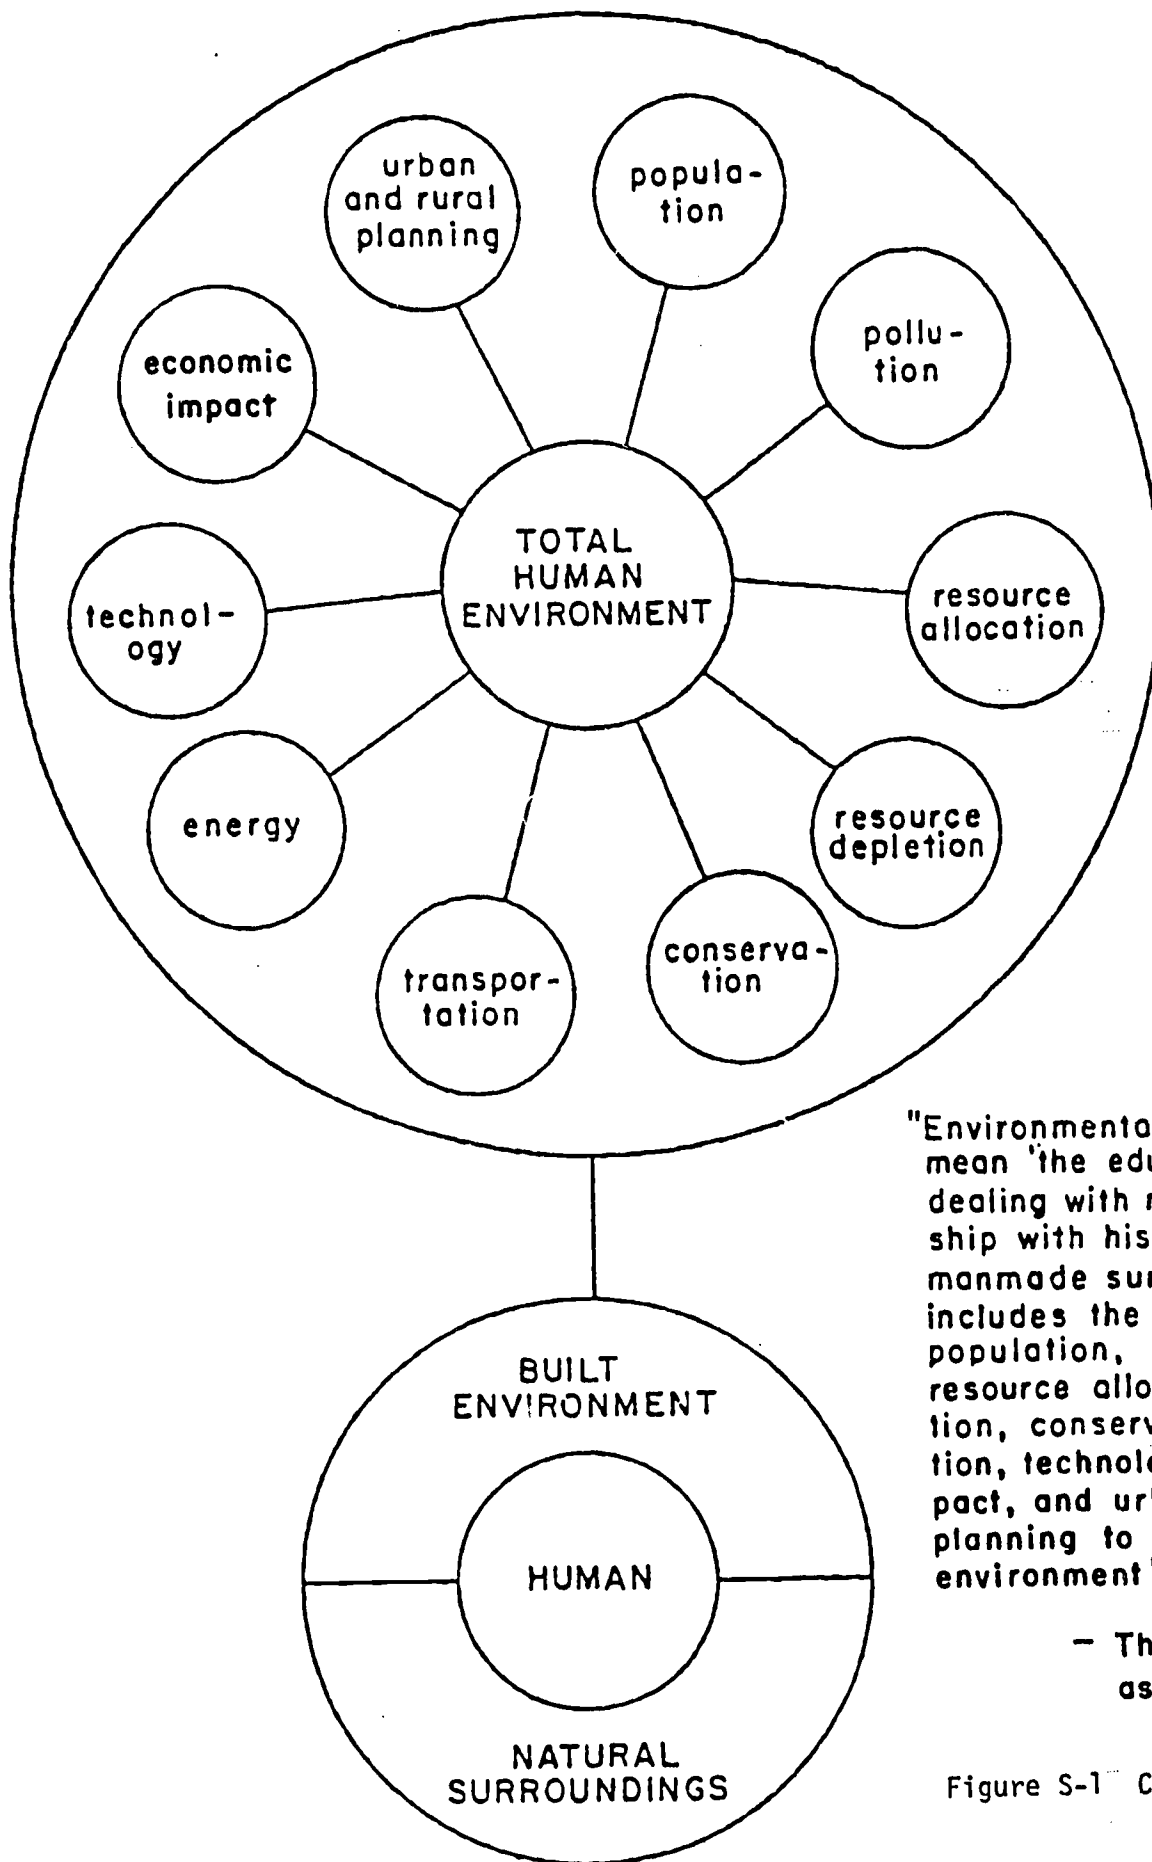 urban
and rural
planning
popula-
tion
economic
impact
pollu-
tion
TOTAL
HUMAN
ENVIRONMENT
technol-
ogy
resource
allocation
energy
resource
depletion
transpor-
tation
conserva-
tion
BUILT
ENVIRONMENT
HUMAN
NATURAL
SURROUNDINGS
"Environmenta
mean 'the edu
dealing with
ship with his
manmade sur
includes the
population,
resource allo
tion, conserv
tion, technolo
pact, and ur
planning to
environment'
- Th
as
Figure S-1 C